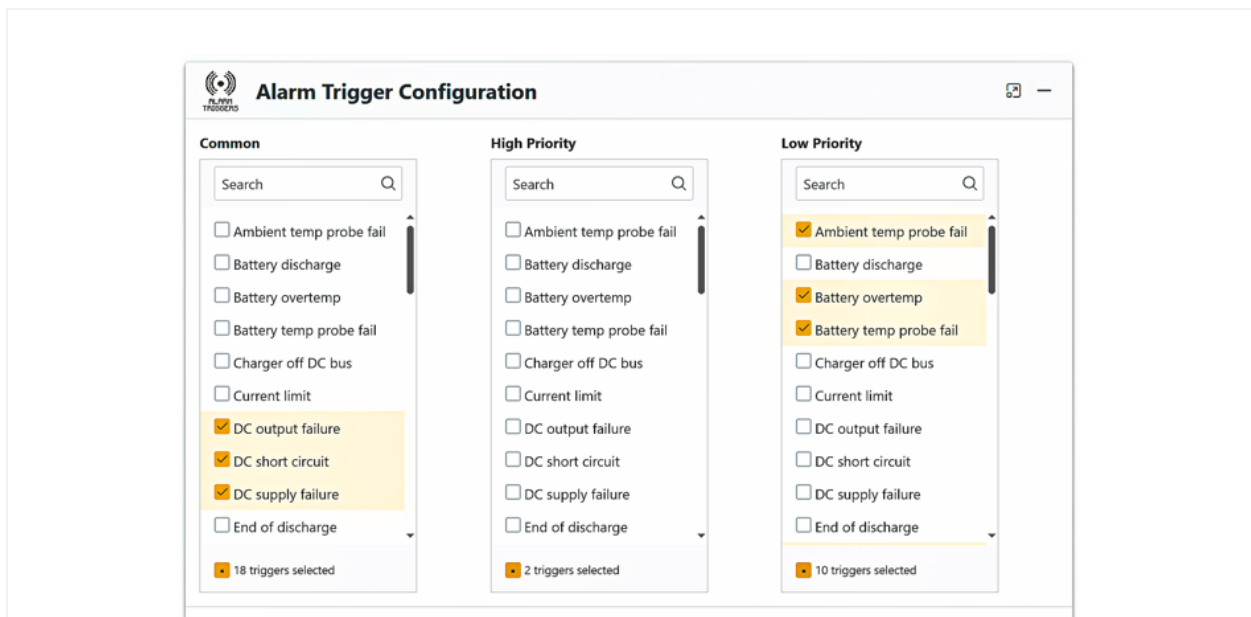 ALARM
TRIGGERS
Alarm Trigger Configuration
Common
Search
Ambient temp probe fail
Battery discharge
Battery overtemp
Battery temp probe fail
Charger off DC bus
Current limit
DC output failure
DC short circuit
DC supply failure
End of discharge
18 triggers selected
High Priority
Search
Ambient temp probe fail
Battery discharge
Battery overtemp
Battery temp probe fail
Charger off DC bus
Current limit
DC output failure
DC short circuit
DC supply failure
End of discharge
2 triggers selected
Low Priority
Search
Ambient temp probe fail
Battery discharge
Battery overtemp
Battery temp probe fail
Charger off DC bus
Current limit
DC output failure
DC short circuit
DC supply failure
End of discharge
10 triggers selected